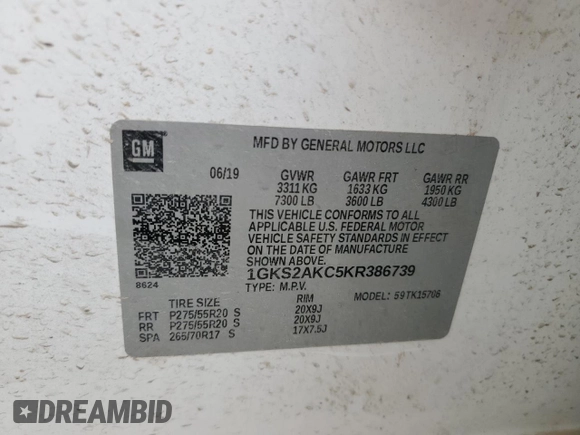 GM
MFD BY GENERAL MOTORS LLC
06/19 GVWR GAWR FRT GAWR RR
3311 KG 1633 KG 1950 KG
7300 LB 3600 LB 4300 LB
THIS VEHICLE CONFORMS TO ALL
APPLICABLE U.S. FEDERAL MOTOR
VEHICLE SAFETY STANDARDS IN EFFECT
ON THE DATE OF MANUFACTURE
SHOWN ABOVE.
8624
1GKS2AKC5KR386739
TYPE: M.P.V. MODEL: S9TK15706
TIRE SIZE RIM
FRT P275/55R20 S 20X9J
RR P275/55R20 S 20X9J
SPA 265/70R17 S 17X7.5J
DREAMBID